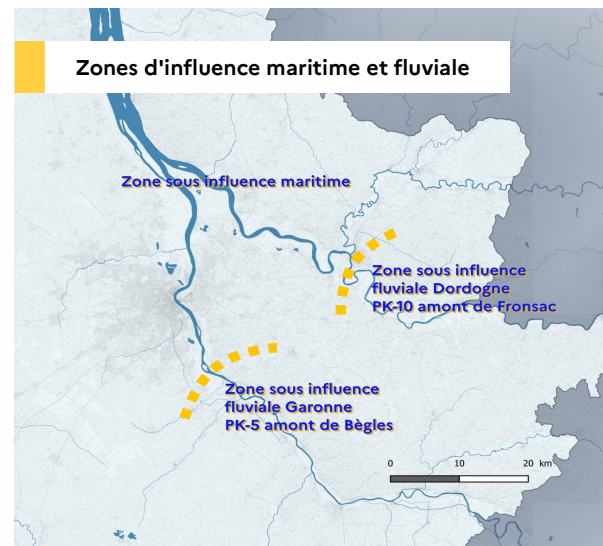 Zones d'influence maritime et fluviale
Zone sous influence maritime
Zone sous influence
fluviale Dordogne
PK-10 amont de Fronsac
Zone sous influence
fluviale Garonne
PK-5 amont de Bègles
0 10 20 km